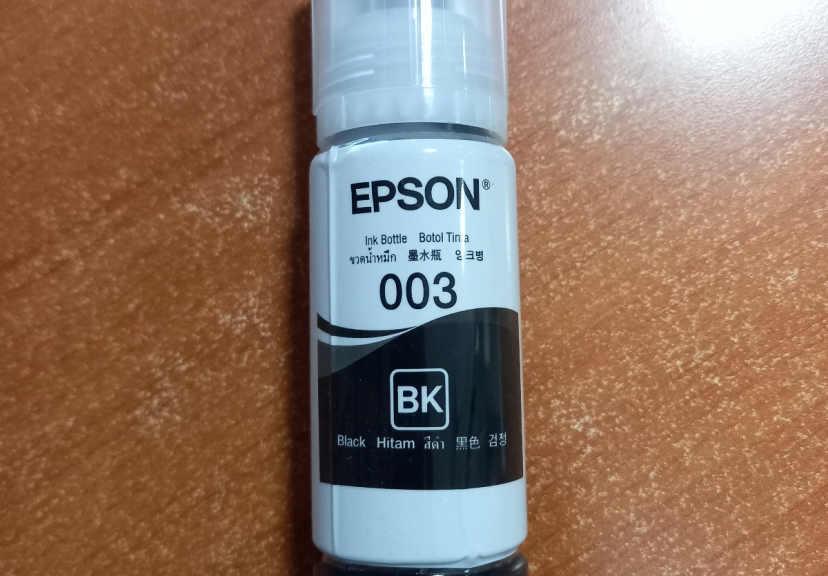 EPSON®
Ink Bottle Botol Tinta
ขวดน้ำหมึก 墨水瓶 잉크병
003
BK
Black Hitam สีดำ 黑色 검정